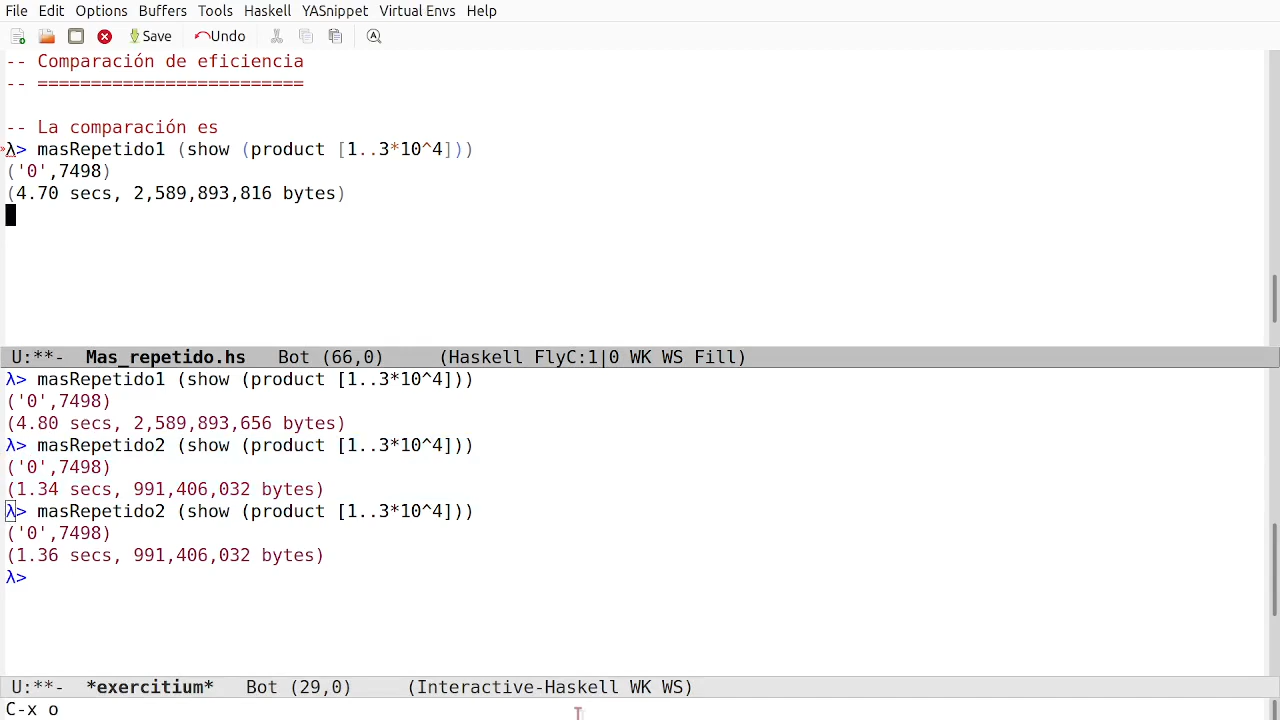 File Edit Options Buffers Tools Haskell YASnippet Virtual Envs Help
Save Undo
-- Comparación de eficiencia
-- =========================
-- La comparación es
λ> masRepetido1 (show (product [1..3*10^4]))
('0',7498)
(4.70 secs, 2,589,893,816 bytes)
U:**- Mas_repetido.hs Bot (66,0) (Haskell FlyC:1|0 WK WS Fill)
λ> masRepetido1 (show (product [1..3*10^4]))
('0',7498)
(4.80 secs, 2,589,893,656 bytes)
λ> masRepetido2 (show (product [1..3*10^4]))
('0',7498)
(1.34 secs, 991,406,032 bytes)
λ> masRepetido2 (show (product [1..3*10^4]))
('0',7498)
(1.36 secs, 991,406,032 bytes)
λ>
U:**- *exercitium* Bot (29,0) (Interactive-Haskell WK WS)
C-x o